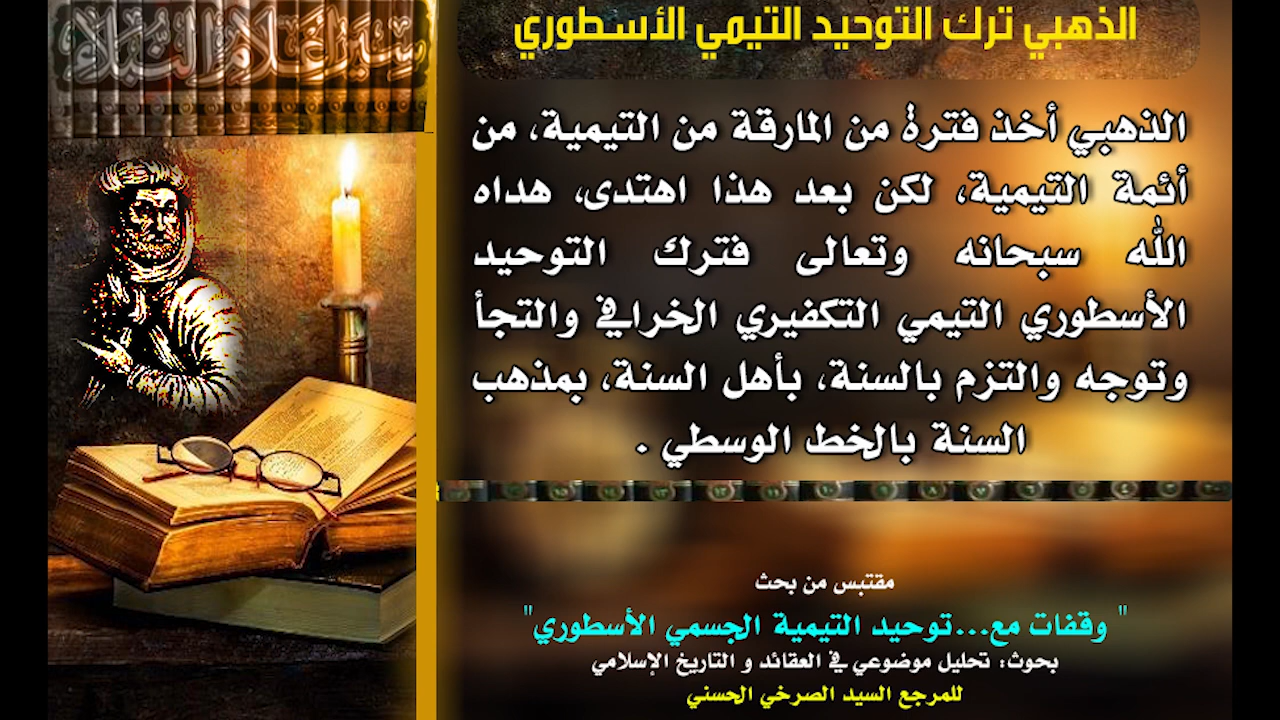 سير أعلام النبلاء
الذهبي ترك التوحيد التيمي الأسطوري
الذهبي أخذ فترة من المارقة من التيمية، من
أئمة التيمية، لكن بعد هذا اهتدى، هداه
الله سبحانه وتعالى فترك التوحيد
الأسطوري التيمي التكفيري الخرافي والتجأ
وتوجه والتزم بالسنة، بأهل السنة، بمذهب
السنة بالخط الوسطي .
مقتبس من بحث
" وقفات مع...توحيد التيمية الجسمي الأسطوري"
بحوث: تحليل موضوعي في العقائد و التاريخ الإسلامي
للمرجع السيد الصرخي الحسني